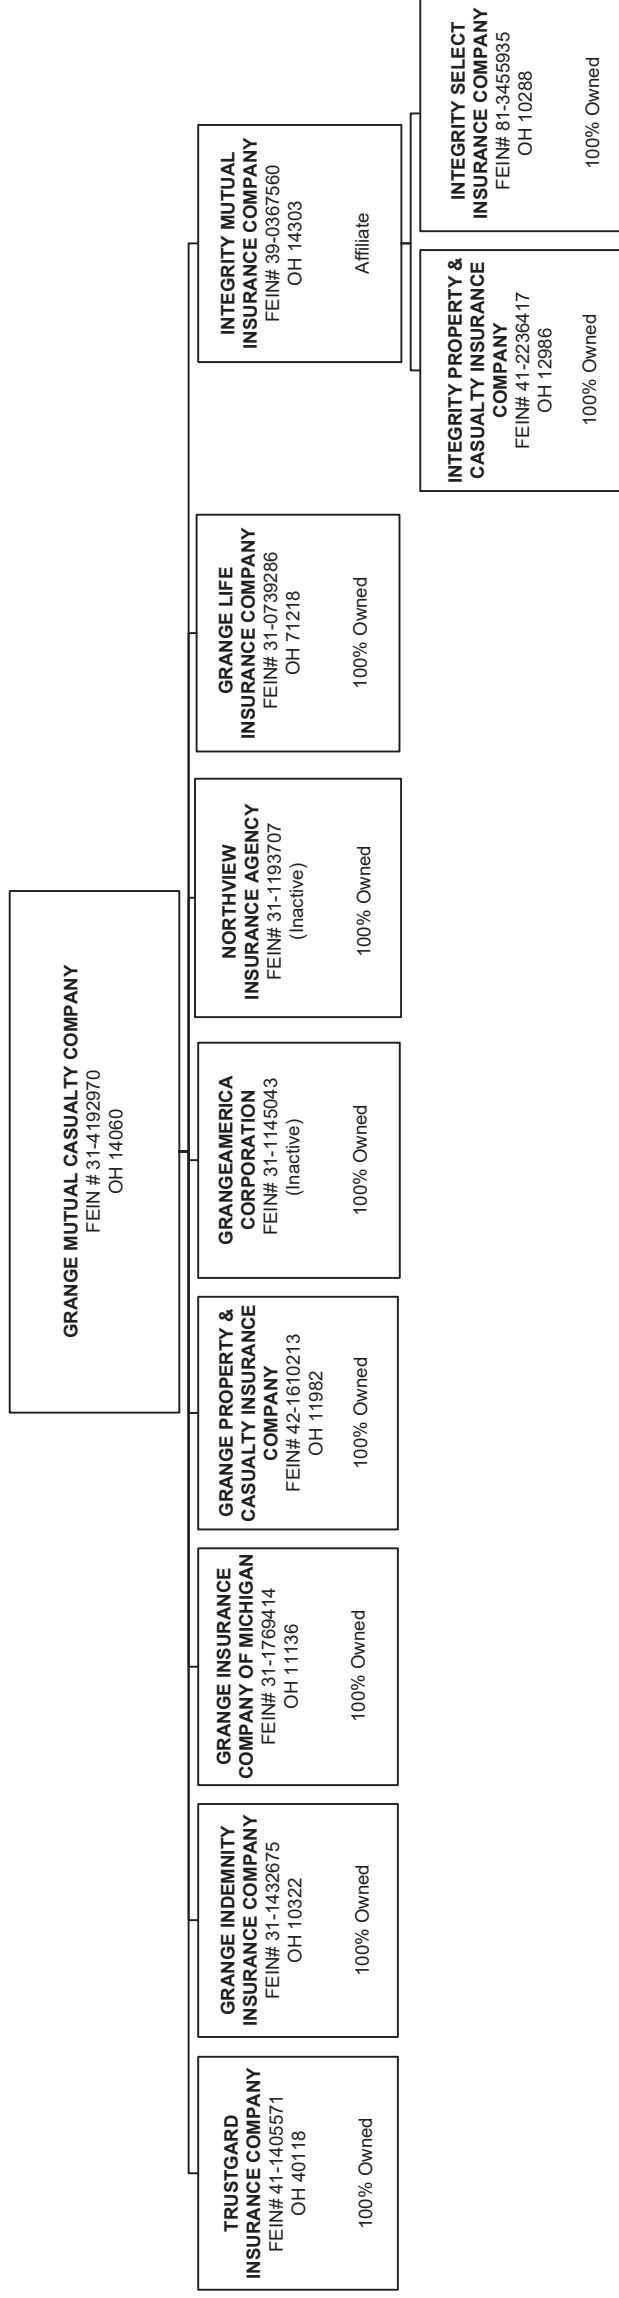 GRANGE MUTUAL CASUALTY COMPANY
FEIN # 31-4192970
OH 14060
TRUSTGARD
INSURANCE COMPANY
FEIN# 41-1405571
OH 40118
100% Owned
GRANGE INDEMNITY
INSURANCE COMPANY
FEIN# 31-1432675
OH 10322
100% Owned
GRANGE INSURANCE
COMPANY OF MICHIGAN
FEIN# 31-1769414
OH 11136
100% Owned
GRANGE PROPERTY &
CASUALTY INSURANCE
COMPANY
FEIN# 42-1610213
OH 11982
100% Owned
GRANGEAMERICA
CORPORATION
FEIN# 31-1145043
(Inactive)
100% Owned
NORTHVIEW
INSURANCE AGENCY
FEIN# 31-1193707
(Inactive)
100% Owned
GRANGE LIFE
INSURANCE COMPANY
FEIN# 31-0739286
OH 71218
100% Owned
INTEGRITY MUTUAL
INSURANCE COMPANY
FEIN# 39-0367560
OH 14303
Affiliate
INTEGRITY PROPERTY &
CASUALTY INSURANCE
COMPANY
FEIN# 41-2236417
OH 12986
100% Owned
INTEGRITY SELECT
INSURANCE COMPANY
FEIN# 81-3455935
OH 10288
100% Owned